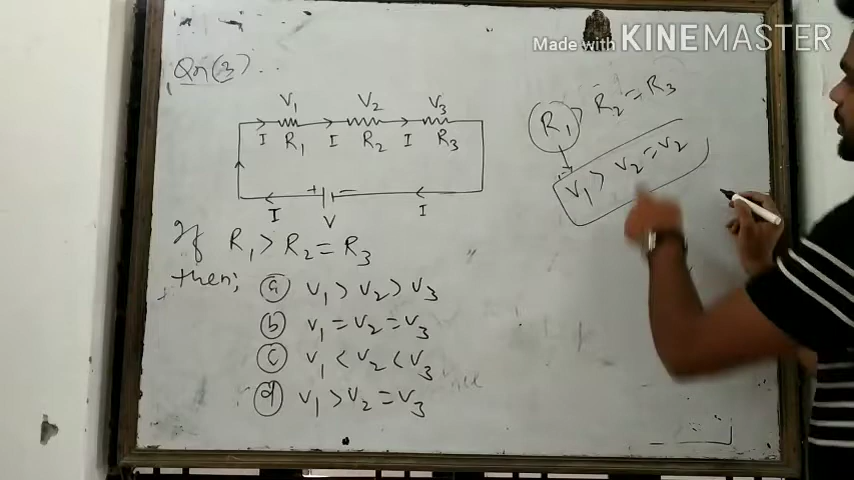 Made with KINEMASTER
Qn(3)..
V1 V2 V3
I R1 I R2 I R3
+ −
I V I
If R1 > R2 = R3
then;
(a) V1 > V2 > V3
(b) V1 = V2 = V3
(c) V1 < V2 < V3
(d) V1 > V2 = V3
R1 > R2 = R3
V1 > V2 = V2